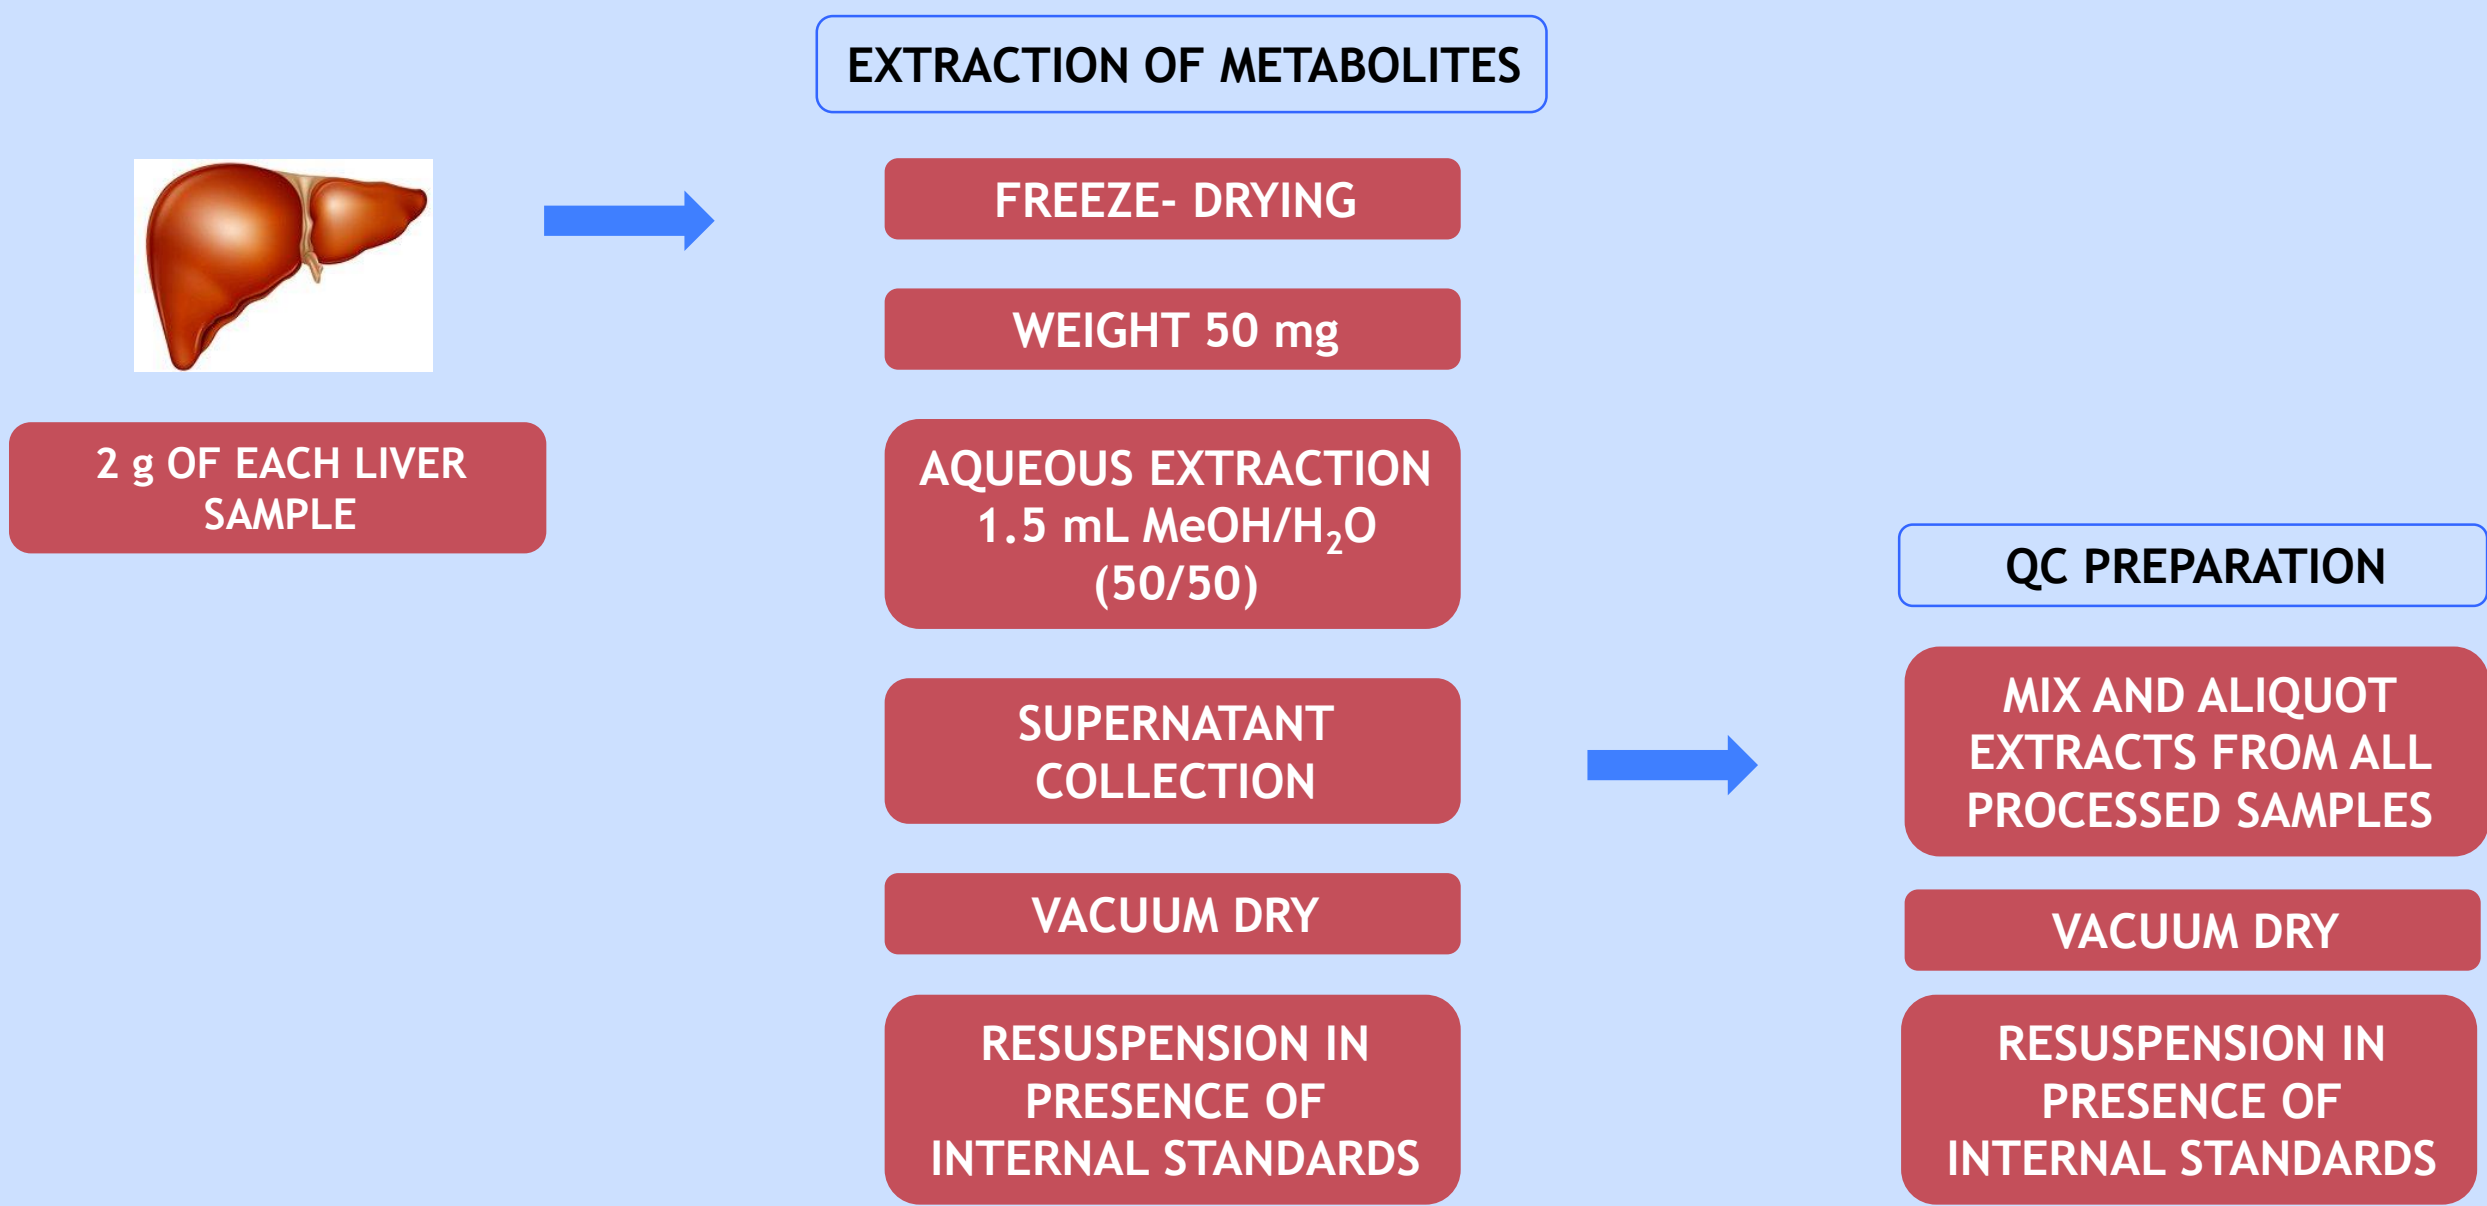 EXTRACTION OF METABOLITES
2 g OF EACH LIVER
SAMPLE
FREEZE- DRYING
WEIGHT 50 mg
AQUEOUS EXTRACTION
1.5 mL MeOH/H₂O
(50/50)
SUPERNATANT
COLLECTION
VACUUM DRY
RESUSPENSION IN
PRESENCE OF
INTERNAL STANDARDS
QC PREPARATION
MIX AND ALIQUOT
EXTRACTS FROM ALL
PROCESSED SAMPLES
VACUUM DRY
RESUSPENSION IN
PRESENCE OF
INTERNAL STANDARDS